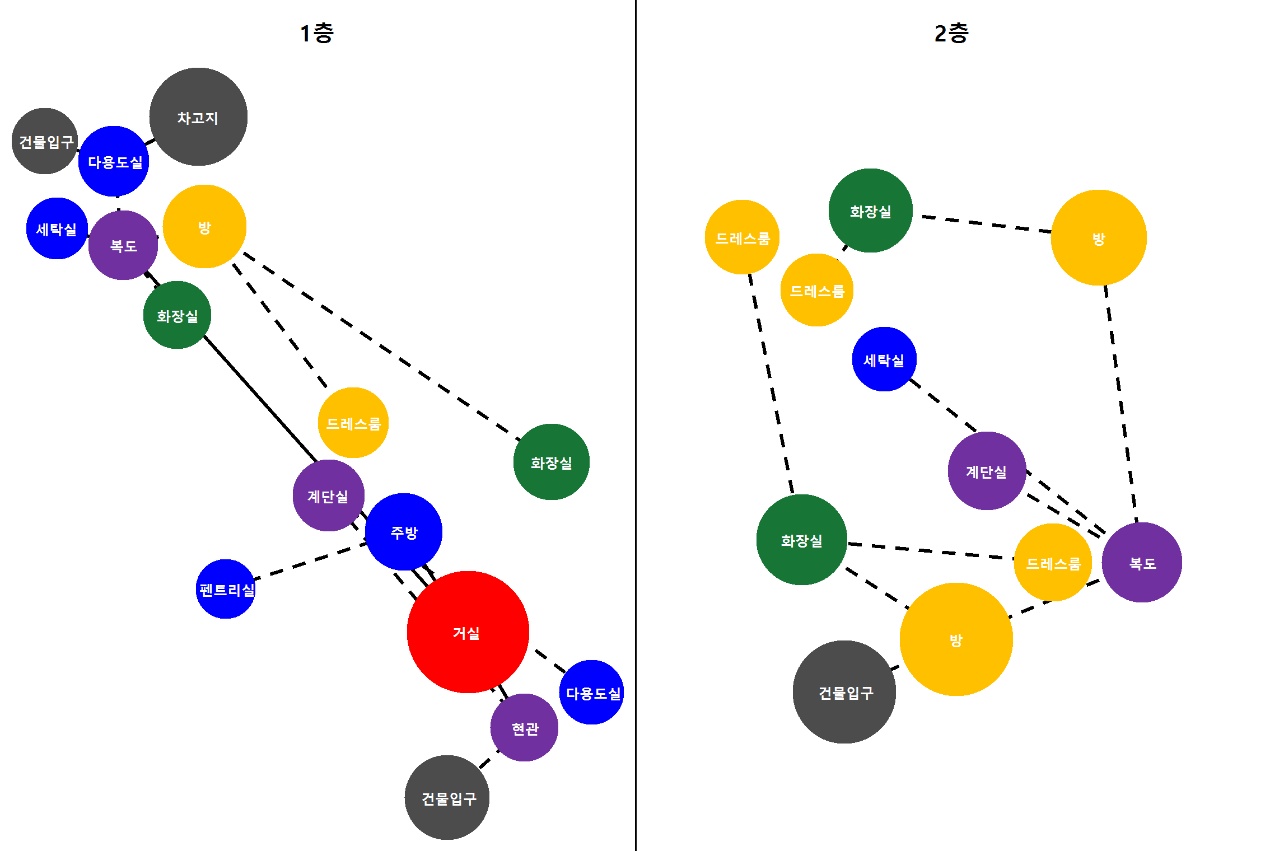 1층
차고지
건물입구
다용도실
세탁실
복도
방
화장실
드레스룸
화장실
계단실
주방
펜트리실
거실
다용도실
현관
건물입구
2층
화장실
드레스룸
방
드레스룸
세탁실
계단실
화장실
드레스룸
복도
방
건물입구